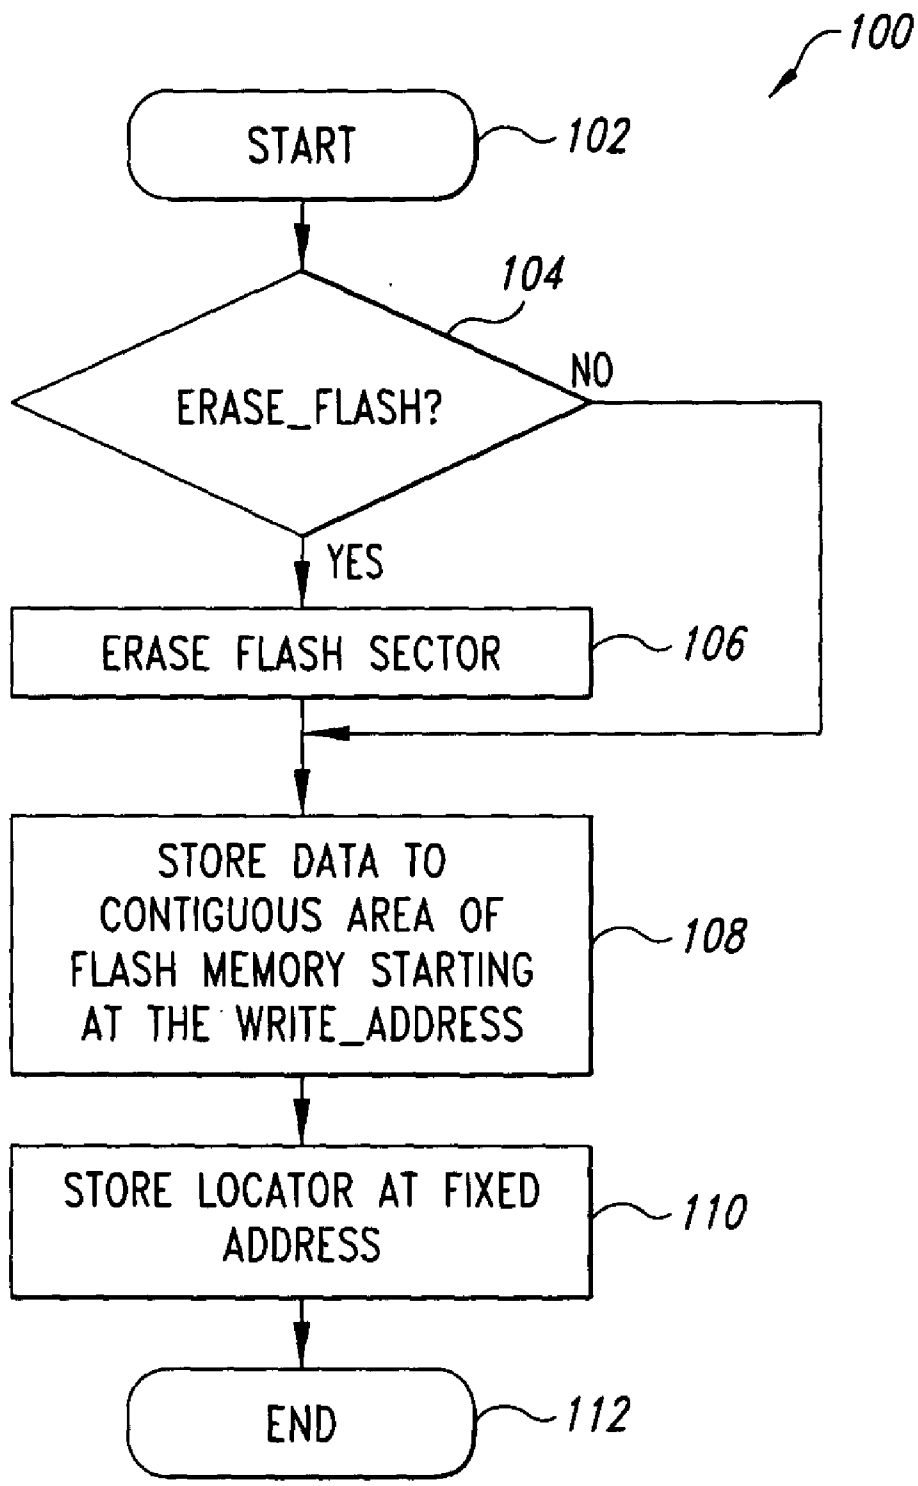 100
START
102
104
NO
ERASE_FLASH?
YES
ERASE FLASH SECTOR
106
STORE DATA TO
CONTIGUOUS AREA OF
FLASH MEMORY STARTING
AT THE WRITE_ADDRESS
108
STORE LOCATOR AT FIXED
ADDRESS
110
END
112